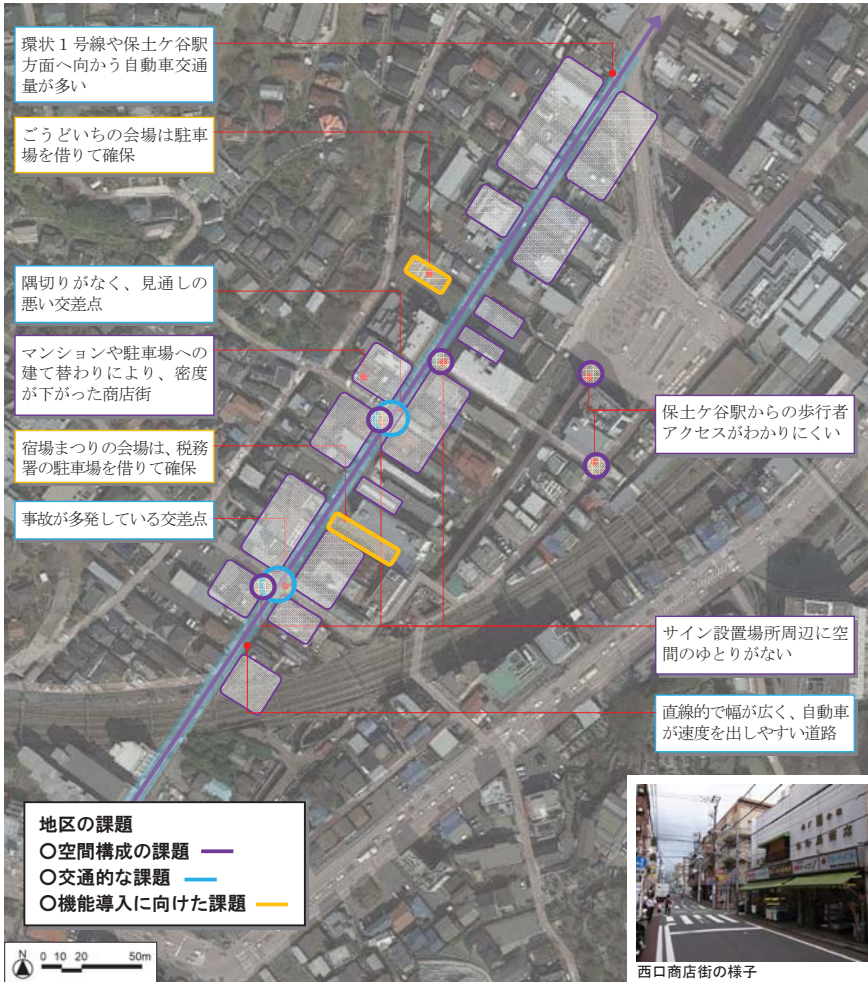 環状１号線や保土ケ谷駅
方面へ向かう自動車交通
量が多い
ごうどいちの会場は駐車
場を借りて確保
隅切りがなく、見通しの
悪い交差点
マンションや駐車場への
建て替わりにより、密度
が下がった商店街
宿場まつりの会場は、税務
署の駐車場を借りて確保
事故が多発している交差点
保土ケ谷駅からの歩行者
アクセスがわかりにくい
サイン設置場所周辺に空
間のゆとりがない
直線的で幅が広く、自動車
が速度を出しやすい道路
地区の課題
〇空間構成の課題
〇交通的な課題
〇機能導入に向けた課題
N 0 10 20 50m
西口商店街の様子